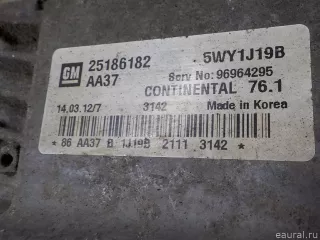 GM 25186182 5WY1J19B
AA37 Serv No: 96964295
CONTINENTAL 76.1
14.03.12/7 3142 Made in Korea
* 86 AA37 B 1J19B 2111 3142 *
eaural.ru